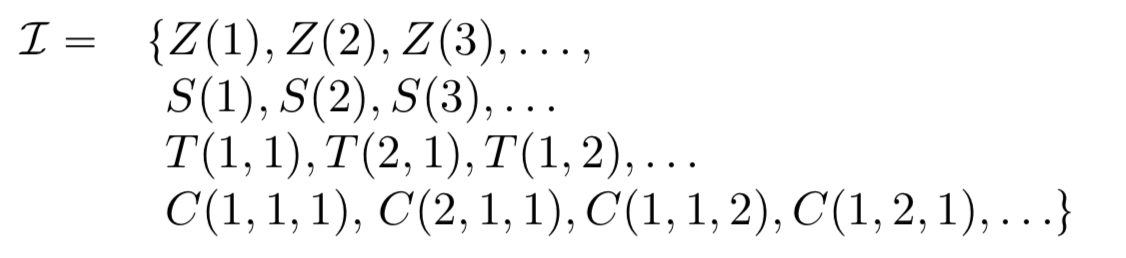 ℐ = {Z(1), Z(2), Z(3), . . . ,
S(1), S(2), S(3), . . .
T(1, 1), T(2, 1), T(1, 2), . . .
C(1, 1, 1), C(2, 1, 1), C(1, 1, 2), C(1, 2, 1), . . .}